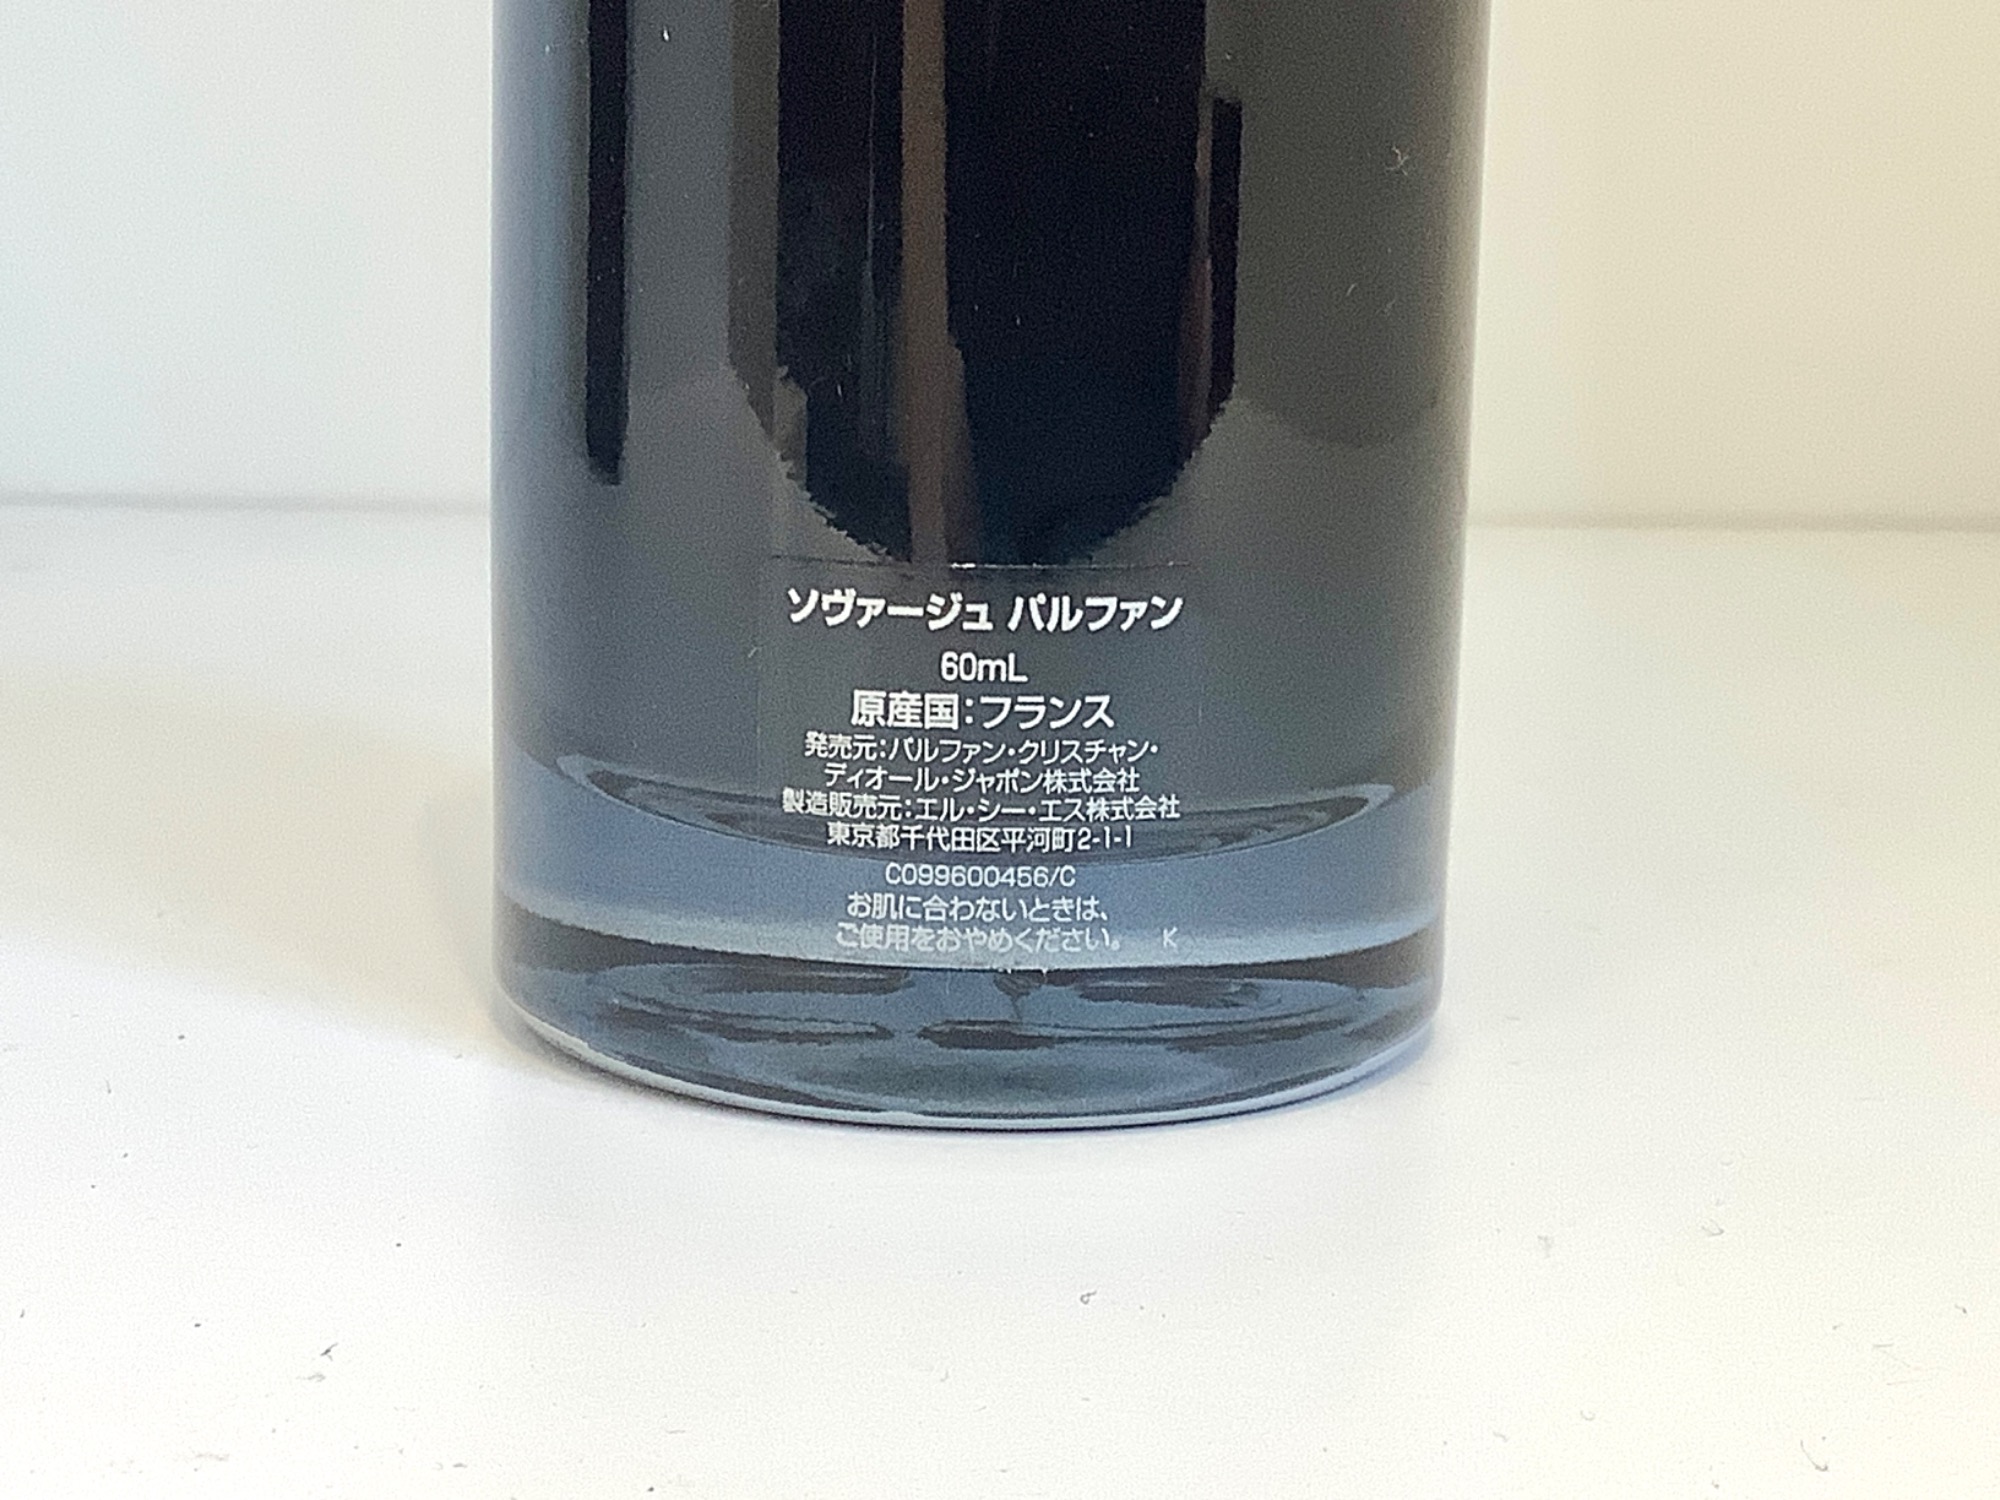 ソヴァージュ パルファン
60mL
原産国:フランス
発売元:パルファン・クリスチャン・
ディオール・ジャポン株式会社
製造販売元:エル・シー・エス株式会社
東京都千代田区平河町2-1-1
C099600456/C
お肌に合わないときは、
ご使用をおやめください。 K